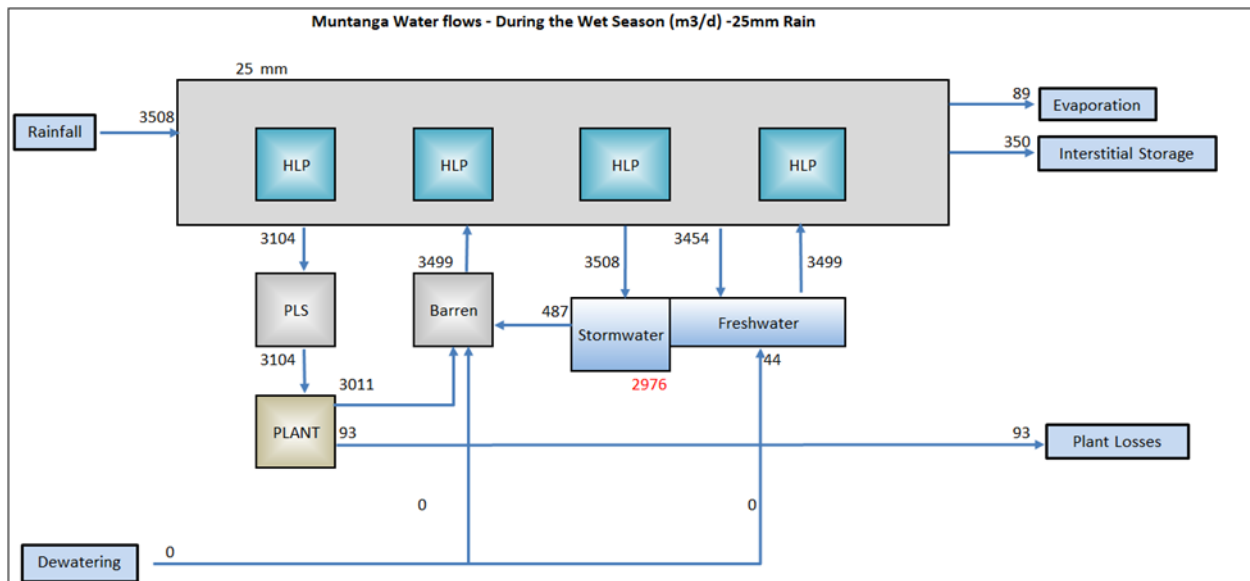 Muntanga Water flows - During the Wet Season (m3/d) -25mm Rain
25 mm
Rainfall
3508
89
Evaporation
350
Interstitial Storage
HLP
HLP
HLP
HLP
3104
3499
3508
3454
3499
PLS
Barren
487
Stormwater
Freshwater
3104
3011
2976
44
PLANT
93
93
Plant Losses
0
0
Dewatering
0